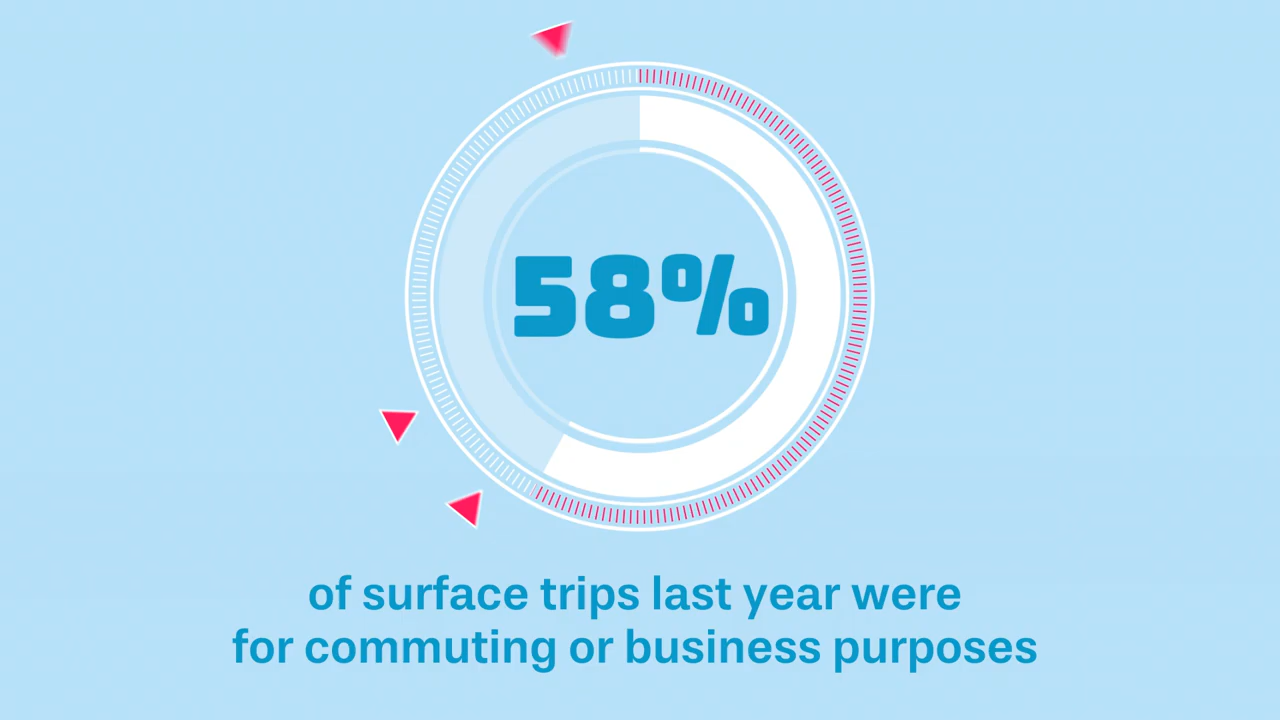 58%
of surface trips last year were
for commuting or business purposes